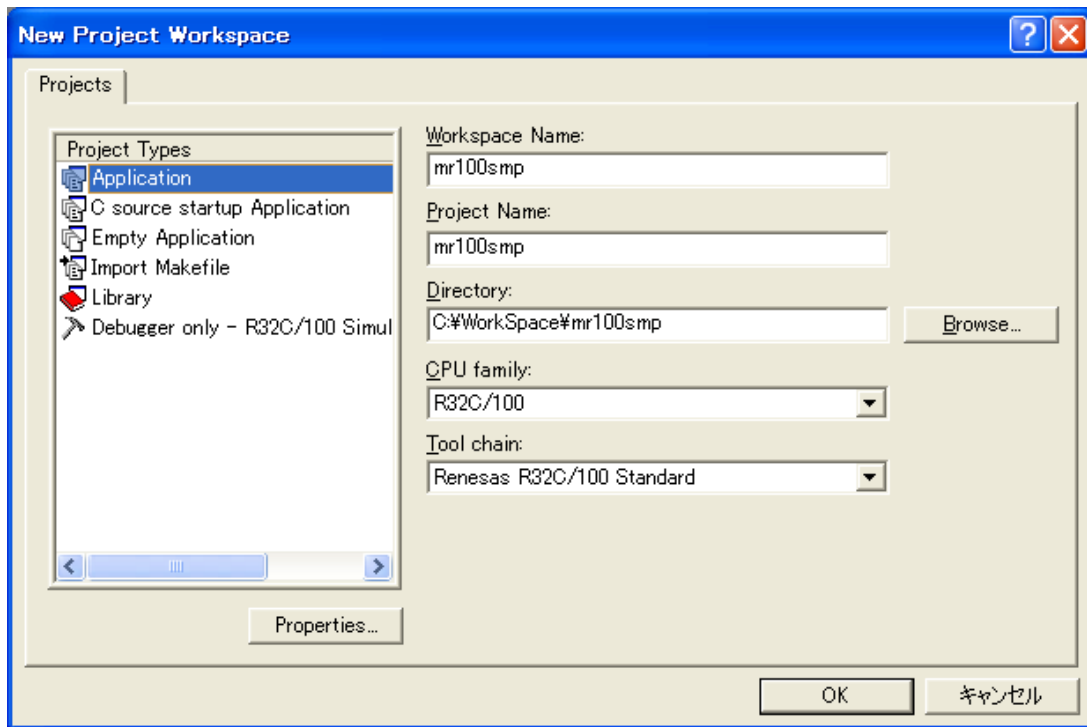 New Project Workspace
Projects
Project Types
Application
C source startup Application
Empty Application
Import Makefile
Library
Debugger only - R32C/100 Simul
Properties...
Workspace Name:
mr100smp
Project Name:
mr100smp
Directory:
C:¥WorkSpace¥mr100smp
Browse...
CPU family:
R32C/100
Tool chain:
Renesas R32C/100 Standard
OK
キャンセル